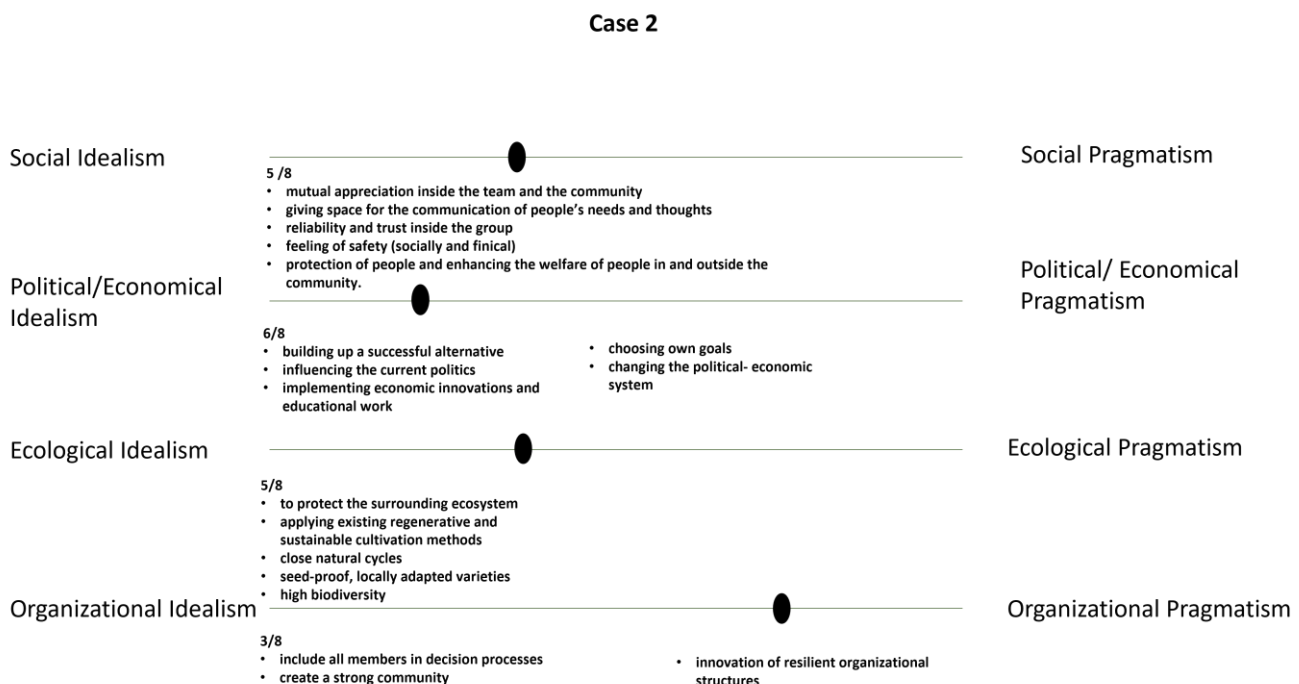 Case 2
Social Idealism
Social Pragmatism
5 /8
• mutual appreciation inside the team and the community
• giving space for the communication of people's needs and thoughts
• reliability and trust inside the group
• feeling of safety (socially and finical)
• protection of people and enhancing the welfare of people in and outside the
community.
Political/Economical
Idealism
Political/ Economical
Pragmatism
6/8
• building up a successful alternative
• influencing the current politics
• implementing economic innovations and
educational work
• choosing own goals
• changing the political- economic
system
Ecological Idealism
Ecological Pragmatism
5/8
• to protect the surrounding ecosystem
• applying existing regenerative and
sustainable cultivation methods
• close natural cycles
• seed-proof, locally adapted varieties
• high biodiversity
Organizational Idealism
Organizational Pragmatism
3/8
• include all members in decision processes
• create a strong community
• innovation of resilient organizational
structures